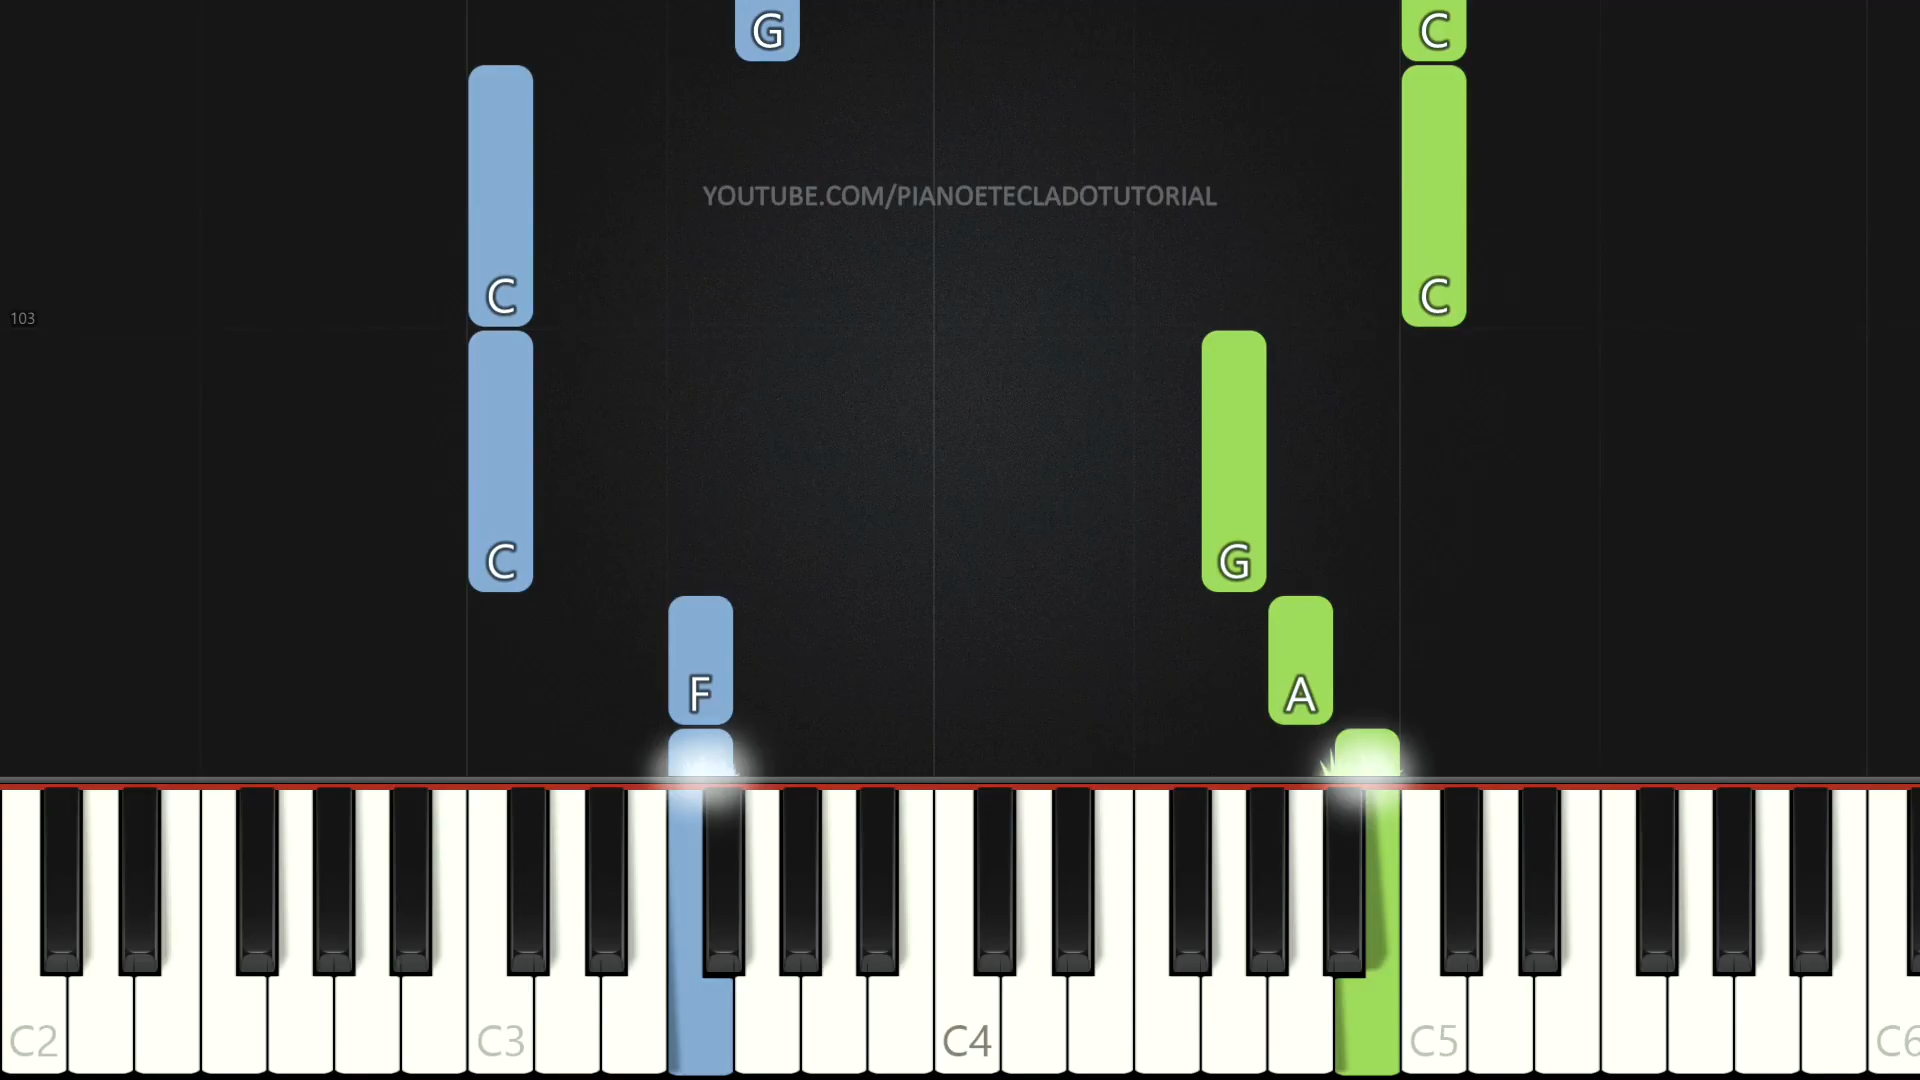 G C
YOUTUBE.COM/PIANOETECLADOTUTORIAL
C C
103
C G
F A
C2 C3 C4 C5 C6